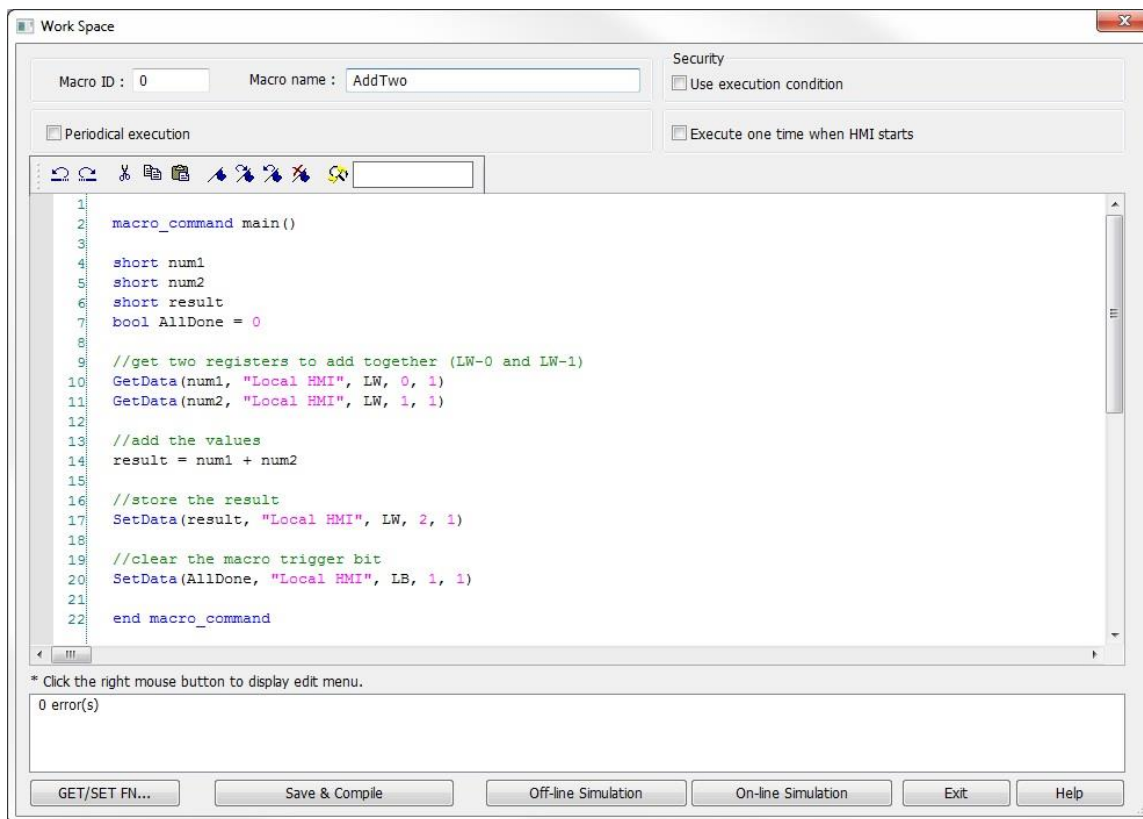 Work Space
Security
Macro ID : 0 Macro name : AddTwo
Use execution condition
Periodical execution
Execute one time when HMI starts
1
2 macro_command main()
3
4 short num1
5 short num2
6 short result
7 bool AllDone = 0
8
9 //get two registers to add together (LW-0 and LW-1)
10 GetData(num1, "Local HMI", LW, 0, 1)
11 GetData(num2, "Local HMI", LW, 1, 1)
12
13 //add the values
14 result = num1 + num2
15
16 //store the result
17 SetData(result, "Local HMI", LW, 2, 1)
18
19 //clear the macro trigger bit
20 SetData(AllDone, "Local HMI", LB, 1, 1)
21
22 end macro_command
* Click the right mouse button to display edit menu.
0 error(s)
GET/SET FN... Save & Compile Off-line Simulation On-line Simulation Exit Help